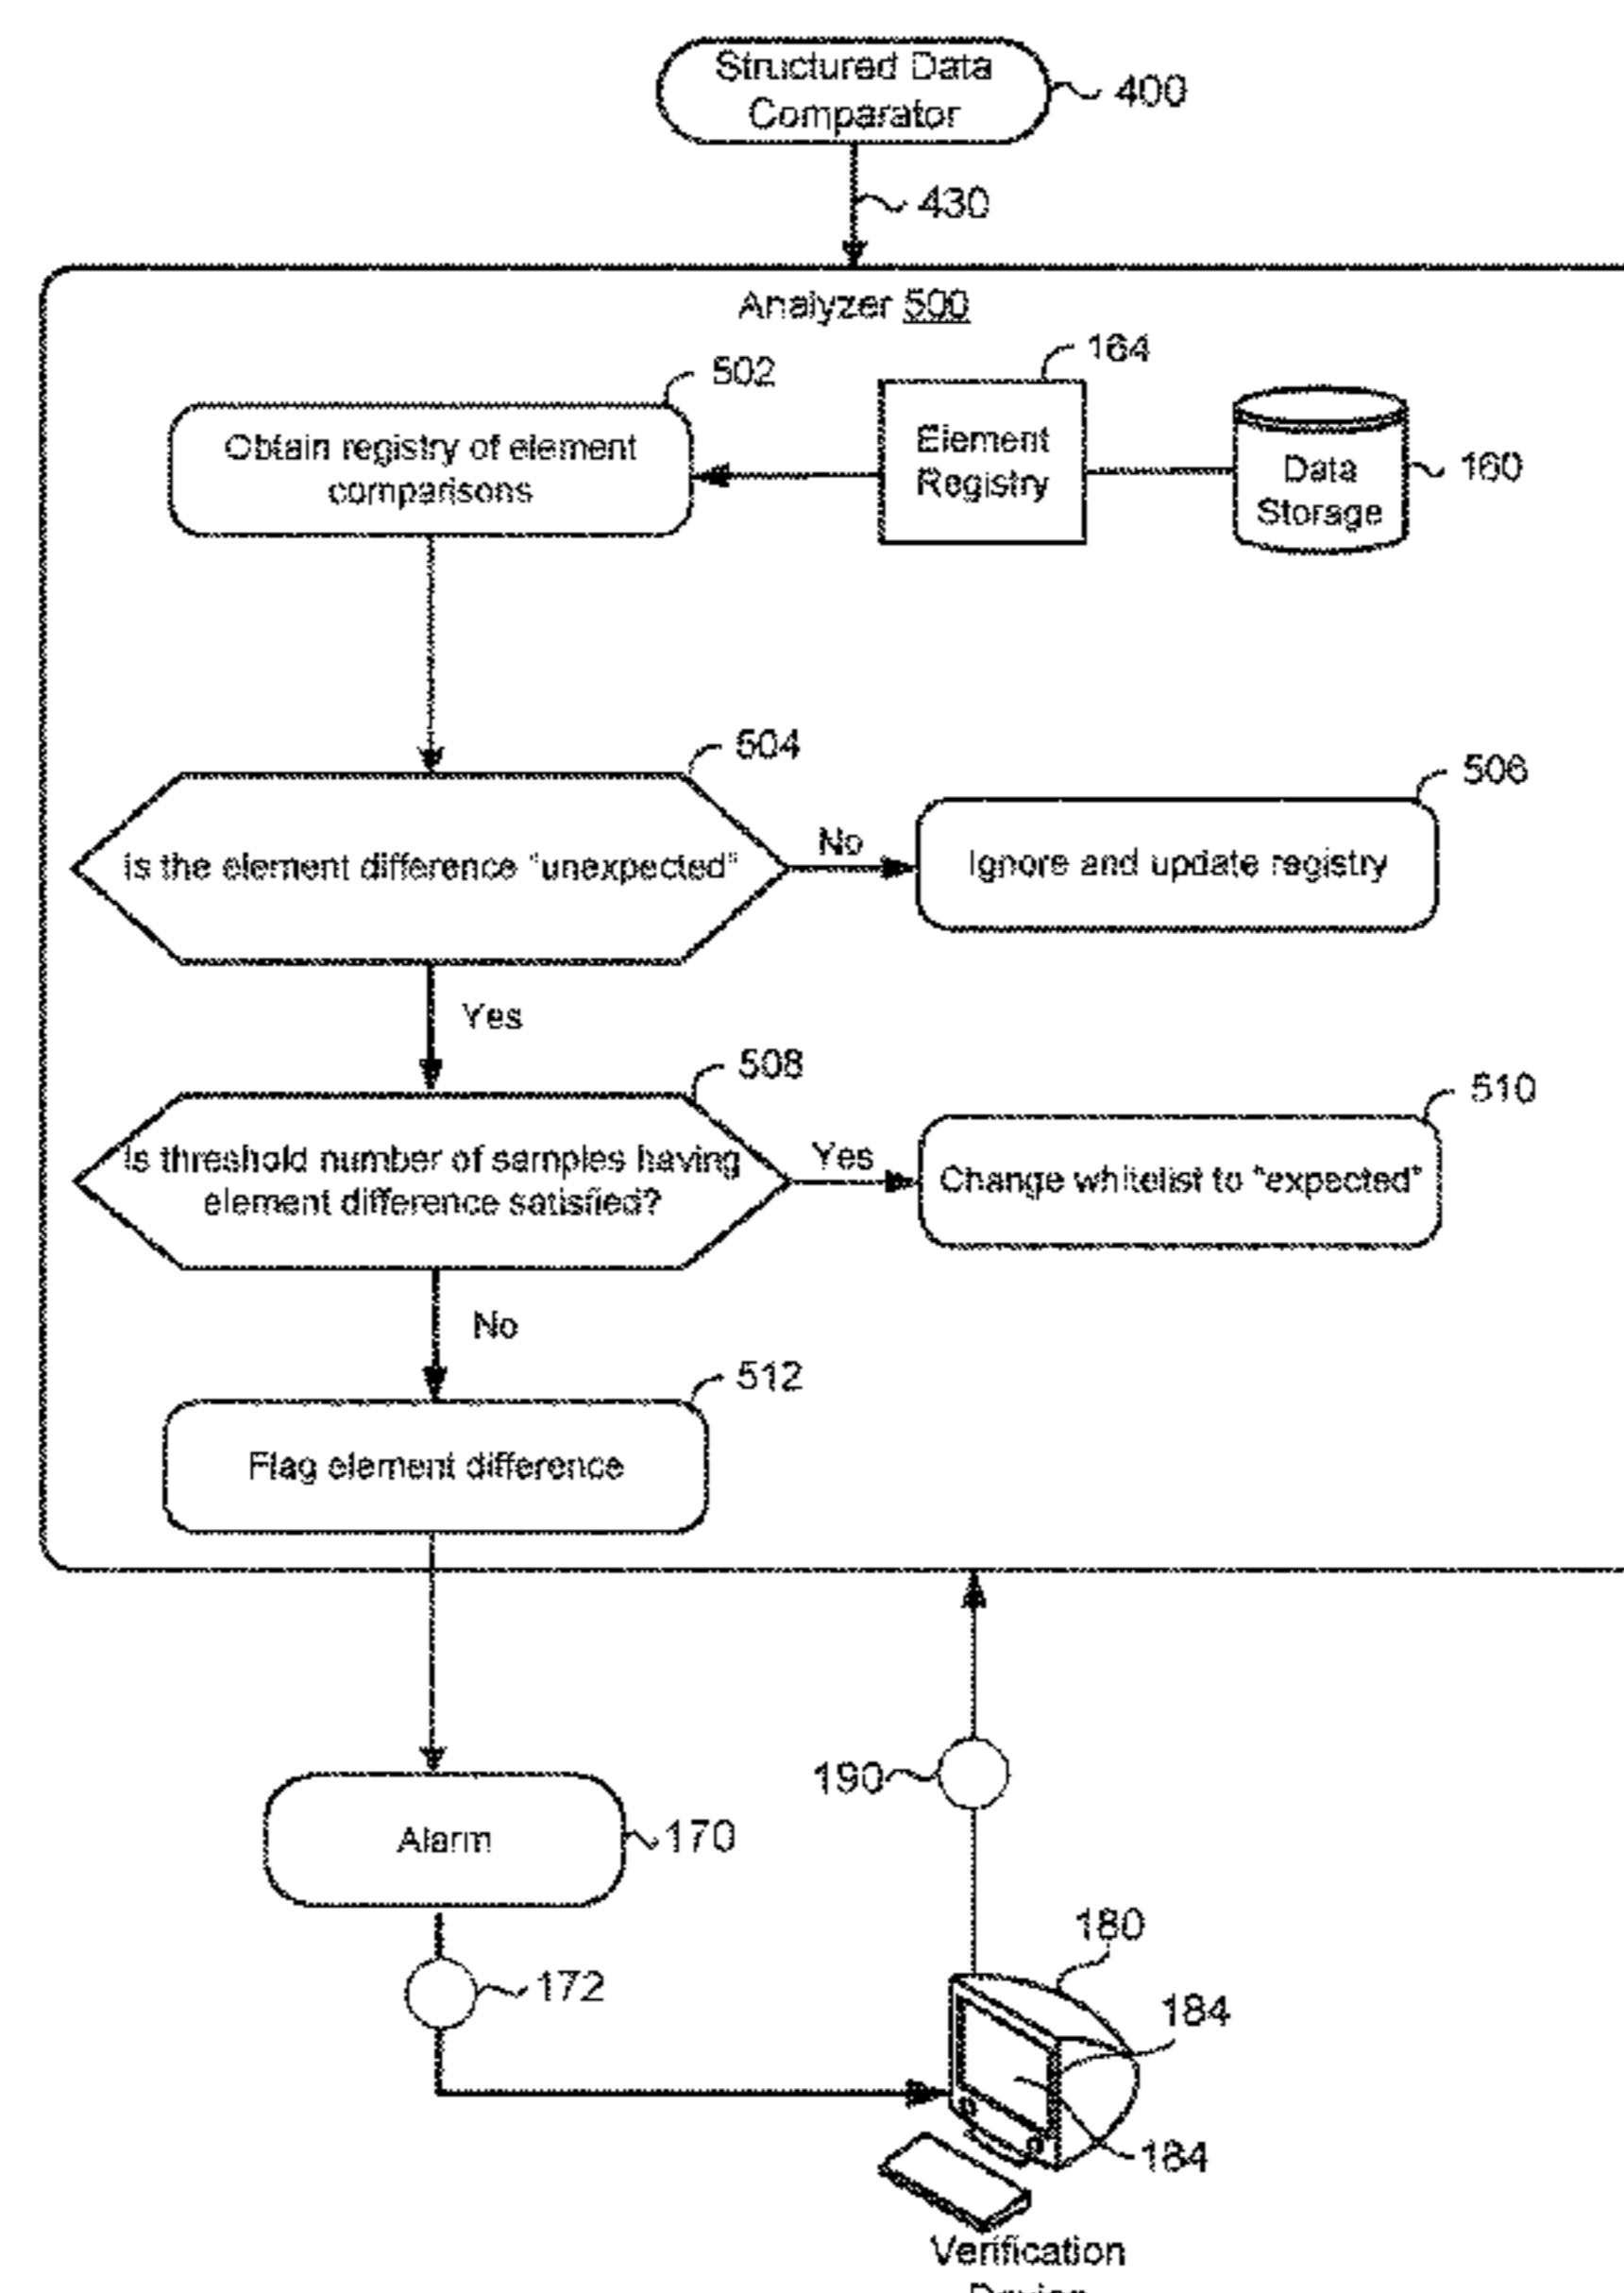 Structured Data
Comparator
400
430
Analyzer 500
164
502
Obtain registry of element
comparisons
Element
Registry
Data
Storage
160
504
506
Is the element difference "unexpected"
No
Ignore and update registry
Yes
508
510
Is threshold number of samples having
element difference satisfied?
Yes
Change whitelist to "expected"
No
512
Flag element difference
190
Alarm
170
180
172
184
184
Verification